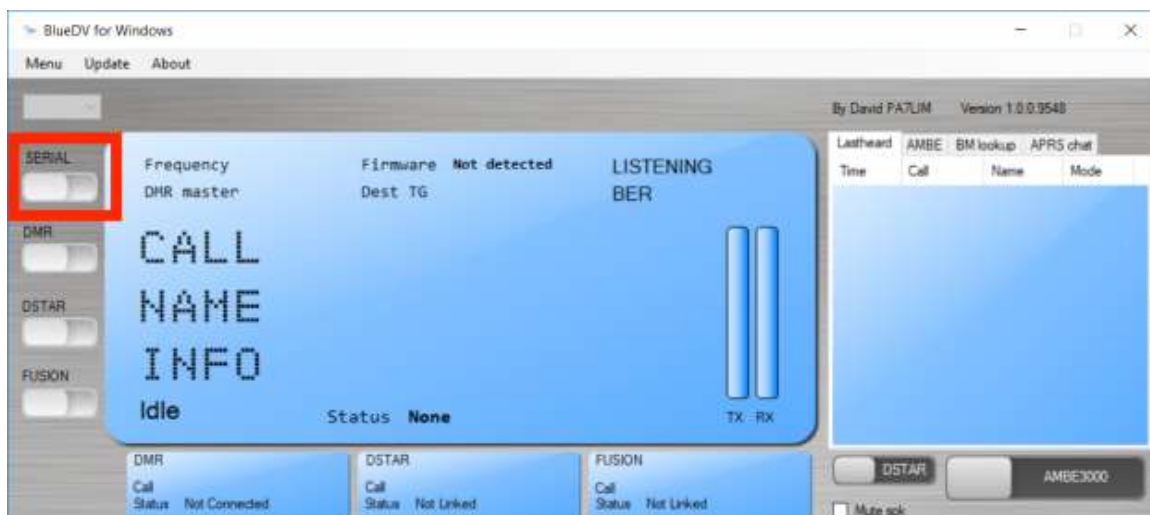 BlueDV for Windows
Menu Update About
By David PA7LIM Version 1.0.0.9548
SERIAL
DMR
DSTAR
FUSION
Frequency Firmware Not detected LISTENING
DMR master Dest TG BER
CALL
NAME
INFO
Idle Status None TX RX
Lastheard AMBE BM lookup APRS chat
Time Call Name Mode
DMR
Call
Status Not Connected
DSTAR
Call
Status Not Linked
FUSION
Call
Status Not Linked
DSTAR AMBE3000
Mute spk